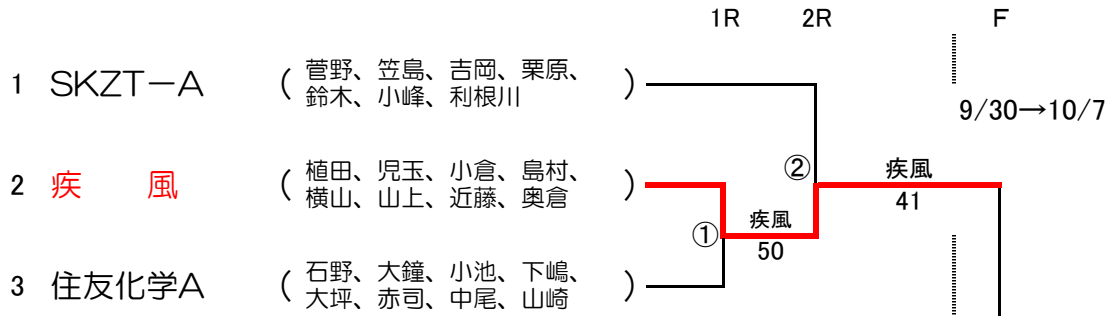 1R 2R F
1 SKZT－A ( 菅野、笠島、吉岡、栗原、
鈴木、小峰、利根川 )
9/30→10/7
2 疾 風 ( 植田、児玉、小倉、島村、
横山、山上、近藤、奥倉 )
② 疾風
41
① 疾風
50
3 住友化学A ( 石野、大鐘、小池、下嶋、
大坪、赤司、中尾、山崎 )